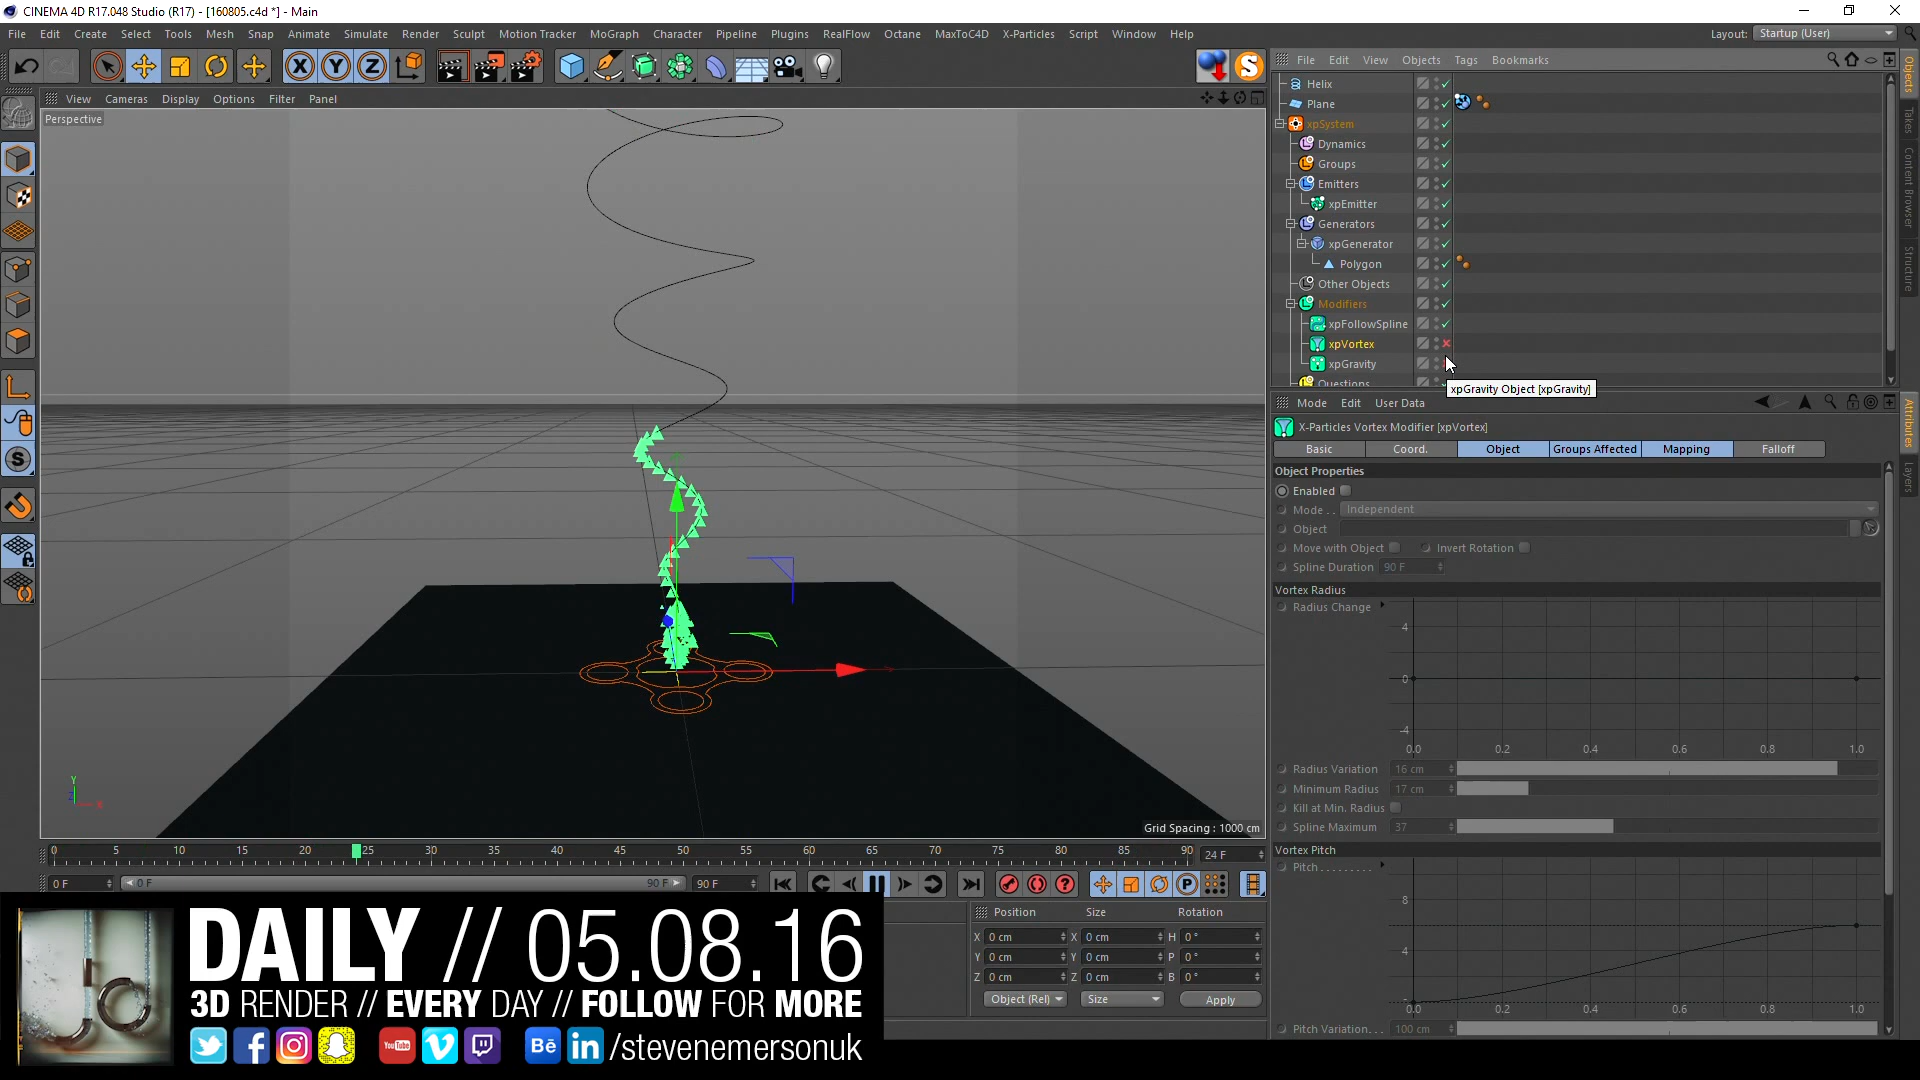 CINEMA 4D R17.048 Studio (R17) - [160805.c4d *] - Main
File Edit Create Select Tools Mesh Snap Animate Simulate Render Sculpt Motion Tracker MoGraph Character Pipeline Plugins RealFlow Octane MaxToC4D X-Particles Script Window Help
Layout: Startup (User)
File Edit View Objects Tags Bookmarks
View Cameras Display Options Filter Panel
Perspective
Helix
Plane
xpSystem
Dynamics
Groups
Emitters
xpEmitter
Generators
xpGenerator
Polygon
Other Objects
Modifiers
xpFollowSpline
xpVortex
xpGravity
Questions
xpGravity Object [xpGravity]
Objects
Takes
Content Browser
Structure
Attributes
Layers
Mode Edit User Data
X-Particles Vortex Modifier [xpVortex]
Basic Coord. Object Groups Affected Mapping Falloff
Object Properties
Enabled
Mode . . Independent
Object
Move with Object Invert Rotation
Spline Duration 90 F
Vortex Radius
Radius Change
4
0
-4
0.0 0.2 0.4 0.6 0.8 1.0
Radius Variation 16 cm
Minimum Radius 17 cm
Kill at Min. Radius
Spline Maximum 37
Vortex Pitch
Pitch. . . . . . . . .
8
4
0.0 0.2 0.4 0.6 0.8 1.0
Pitch Variation. . . 100 cm
Y
Z
X
Grid Spacing : 1000 cm
0 5 10 15 20 25 30 35 40 45 50 55 60 65 70 75 80 85 90
24 F
0 F 0 F 90 F 90 F
Position Size Rotation
X 0 cm X 0 cm H 0 °
Y 0 cm Y 0 cm P 0 °
Z 0 cm Z 0 cm B 0 °
Object (Rel) Size Apply
DAILY // 05.08.16
3D RENDER // EVERY DAY // FOLLOW FOR MORE
You Tube Bē in /stevenemersonuk